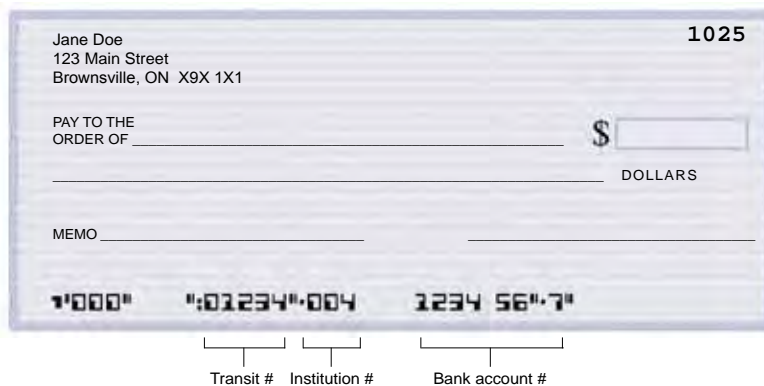 Jane Doe
1025
123 Main Street
Brownsville, ON X9X 1X1
PAY TO THE
ORDER OF
$
DOLLARS
MEMO
1'000" ":01234"·004 1234 56"·7"
Transit # Institution # Bank account #